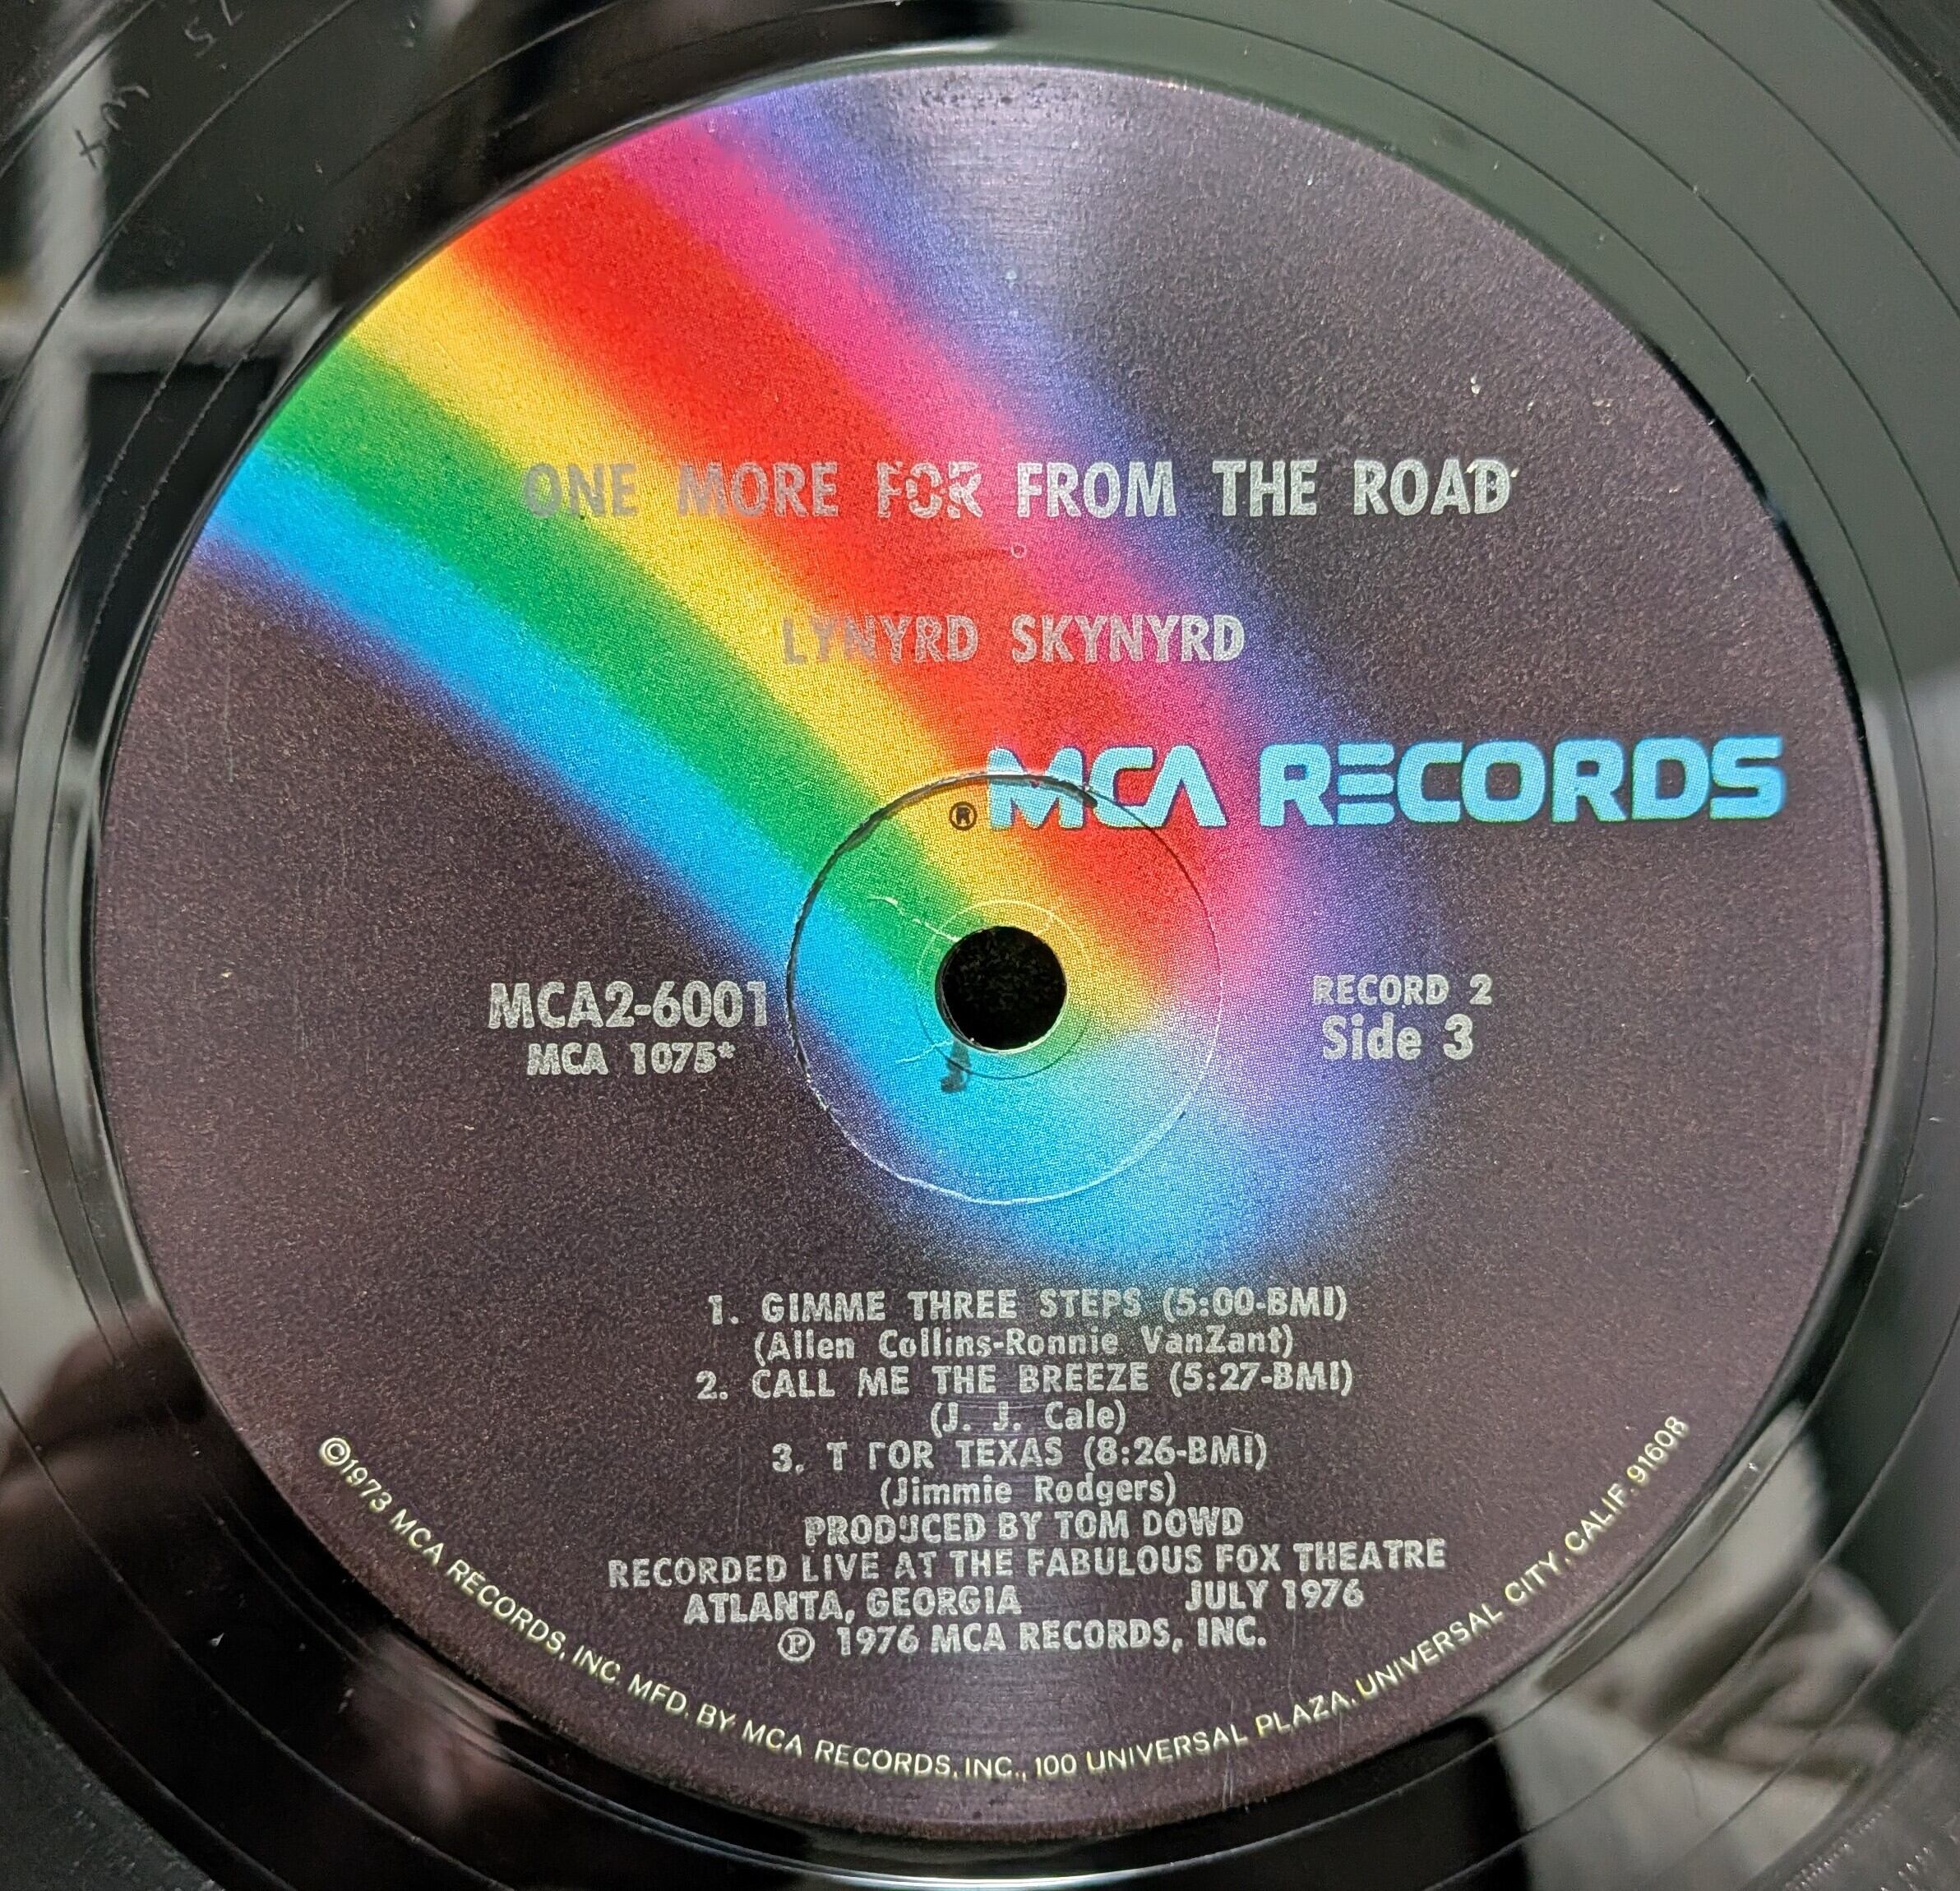 ONE MORE FOR FROM THE ROAD
LYNYRD SKYNYRD
® MCA RECORDS
MCA2-6001
MCA 1075*
RECORD 2
Side 3
1. GIMME THREE STEPS (5:00-BMI)
(Allen Collins-Ronnie VanZant)
2. CALL ME THE BREEZE (5:27-BMI)
(J. J. Cale)
3. T FOR TEXAS (8:26-BMI)
(Jimmie Rodgers)
PRODUCED BY TOM DOWD
RECORDED LIVE AT THE FABULOUS FOX THEATRE
ATLANTA, GEORGIA JULY 1976
℗ 1976 MCA RECORDS, INC.
©1973 MCA RECORDS, INC. MFD. BY MCA RECORDS, INC., 100 UNIVERSAL PLAZA, UNIVERSAL CITY, CALIF. 91608